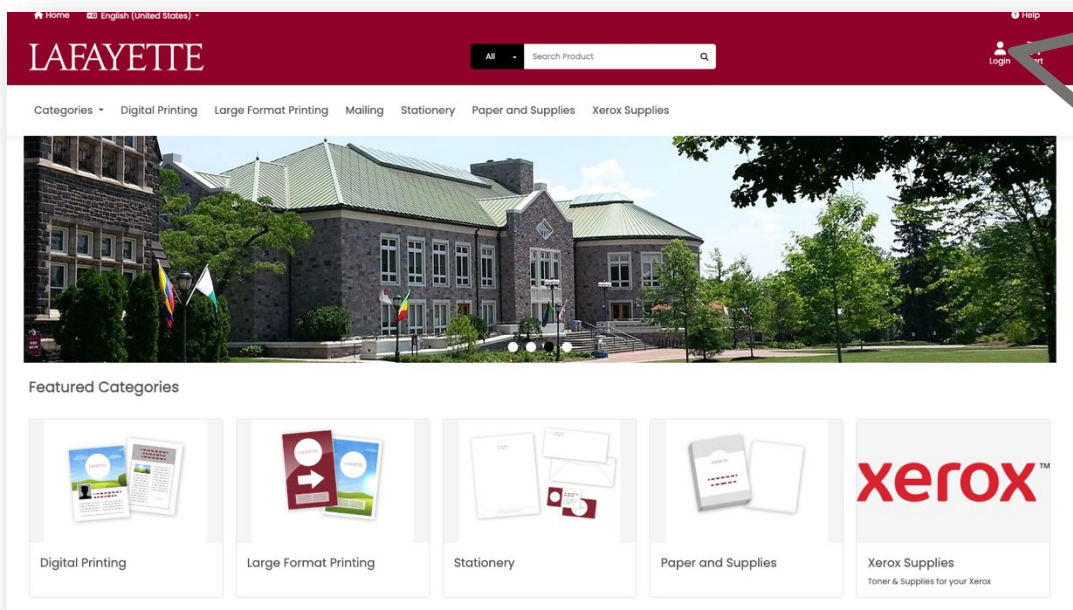 Home English (United States)
Help
LAFAYETTE
All
Search Product
Login
Categories Digital Printing Large Format Printing Mailing Stationery Paper and Supplies Xerox Supplies
Featured Categories
xerox™
Digital Printing
Large Format Printing
Stationery
Paper and Supplies
Xerox Supplies
Toner & Supplies for your Xerox